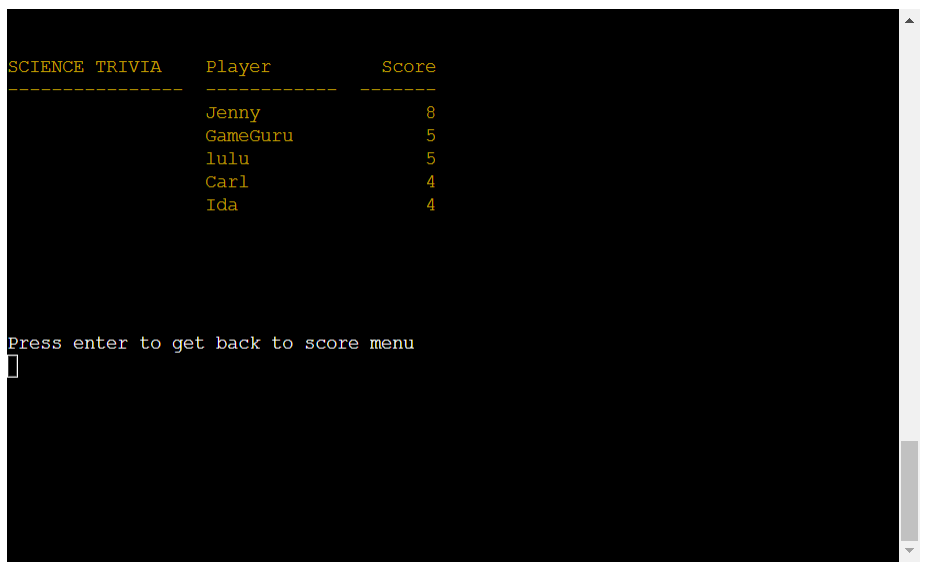 SCIENCE TRIVIA    Player          Score
----------------  ------------  -------
                  Jenny               8
                  GameGuru            5
                  lulu                5
                  Carl                4
                  Ida                 4
Press enter to get back to score menu